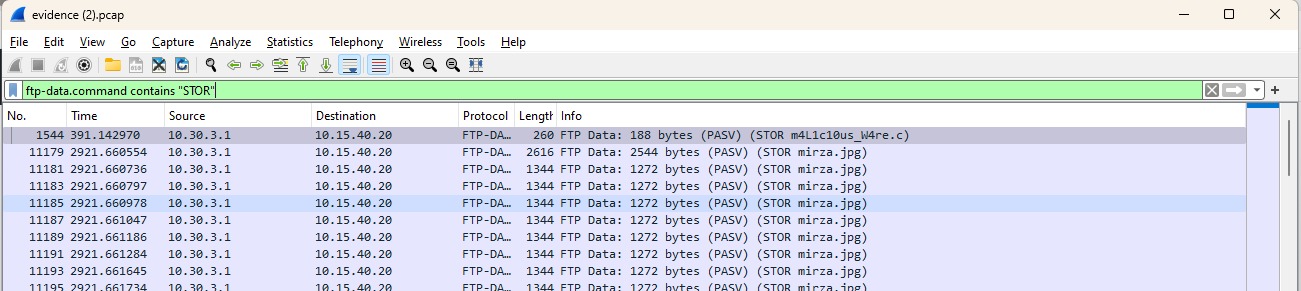 evidence (2).pcap
File Edit View Go Capture Analyze Statistics Telephony Wireless Tools Help
ftp-data.command contains "STOR"
No. Time Source Destination Protocol Length Info
1544 391.142970 10.30.3.1 10.15.40.20 FTP-DA… 260 FTP Data: 188 bytes (PASV) (STOR m4L1c10us_W4re.c)
11179 2921.660554 10.30.3.1 10.15.40.20 FTP-DA… 2616 FTP Data: 2544 bytes (PASV) (STOR mirza.jpg)
11181 2921.660736 10.30.3.1 10.15.40.20 FTP-DA… 1344 FTP Data: 1272 bytes (PASV) (STOR mirza.jpg)
11183 2921.660797 10.30.3.1 10.15.40.20 FTP-DA… 1344 FTP Data: 1272 bytes (PASV) (STOR mirza.jpg)
11185 2921.660978 10.30.3.1 10.15.40.20 FTP-DA… 1344 FTP Data: 1272 bytes (PASV) (STOR mirza.jpg)
11187 2921.661047 10.30.3.1 10.15.40.20 FTP-DA… 1344 FTP Data: 1272 bytes (PASV) (STOR mirza.jpg)
11189 2921.661186 10.30.3.1 10.15.40.20 FTP-DA… 1344 FTP Data: 1272 bytes (PASV) (STOR mirza.jpg)
11191 2921.661284 10.30.3.1 10.15.40.20 FTP-DA… 1344 FTP Data: 1272 bytes (PASV) (STOR mirza.jpg)
11193 2921.661645 10.30.3.1 10.15.40.20 FTP-DA… 1344 FTP Data: 1272 bytes (PASV) (STOR mirza.jpg)
11195 2921.661734 10.30.3.1 10.15.40.20 FTP-DA… 1344 FTP Data: 1272 bytes (PASV) (STOR mirza.jpg)